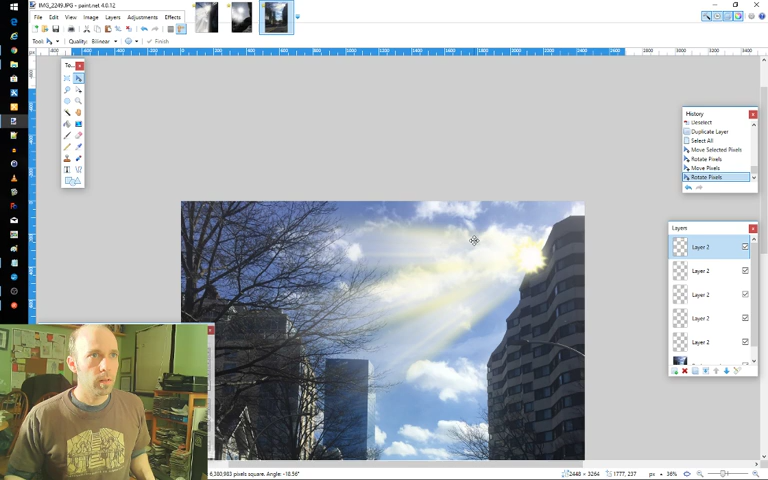 IMG_2249.JPG - paint.net 4.0.12
File Edit View Image Layers Adjustments Effects
Tool: Quality: Bilinear Finish
To...
History
Deselect
Duplicate Layer
Select All
Move Selected Pixels
Rotate Pixels
Move Pixels
Rotate Pixels
Layers
Layer 2
Layer 2
Layer 2
Layer 2
Layer 2
6,380,983 pixels square. Angle: -18.56°
2448 × 3264 1777, 237 px 36%